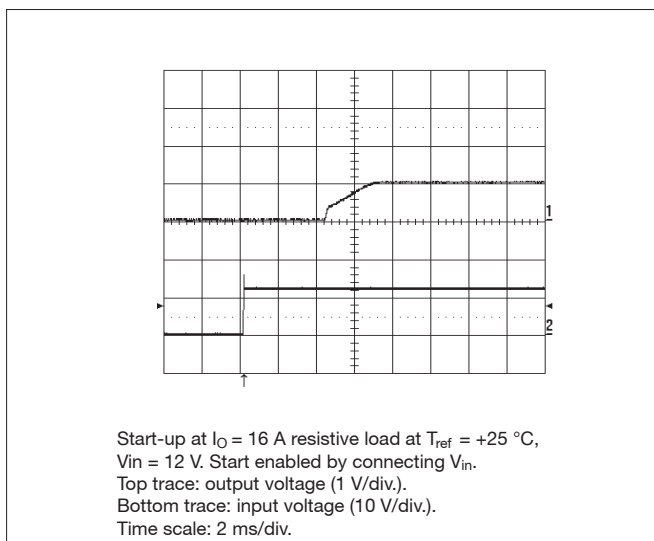 1
2
Start-up at IO = 16 A resistive load at Tref = +25 °C,
Vin = 12 V. Start enabled by connecting Vin.
Top trace: output voltage (1 V/div.).
Bottom trace: input voltage (10 V/div.).
Time scale: 2 ms/div.